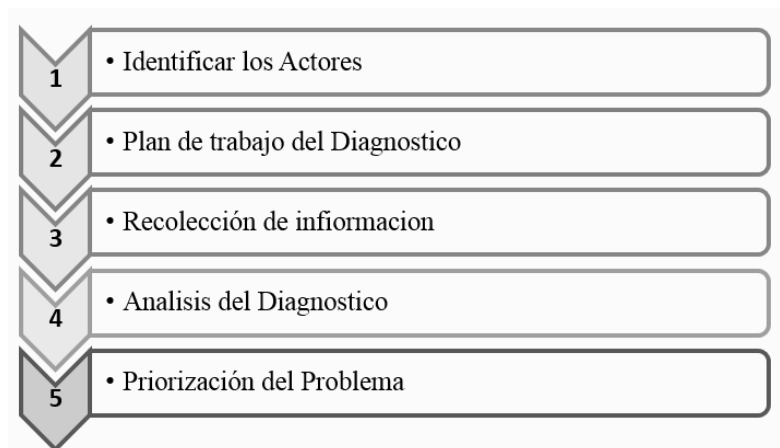 1 • Identificar los Actores
2 • Plan de trabajo del Diagnostico
3 • Recolección de infiormacion
4 • Analisis del Diagnostico
5 • Priorización del Problema